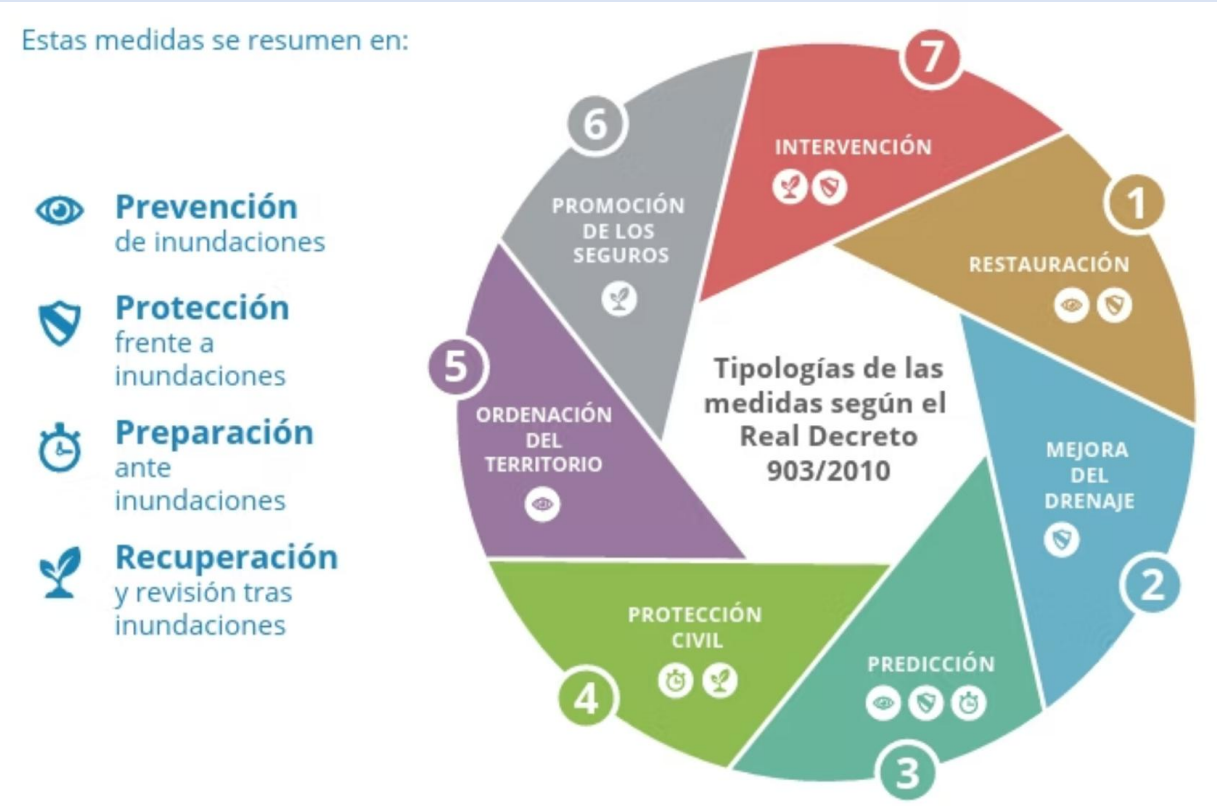 Estas medidas se resumen en:
Prevención
de inundaciones
Protección
frente a
inundaciones
Preparación
ante
inundaciones
Recuperación
y revisión tras
inundaciones
Tipologías de las
medidas según el
Real Decreto
903/2010
1
RESTAURACIÓN
2
MEJORA
DEL
DRENAJE
3
PREDICCIÓN
4
PROTECCIÓN
CIVIL
5
ORDENACIÓN
DEL
TERRITORIO
6
PROMOCIÓN
DE LOS
SEGUROS
7
INTERVENCIÓN